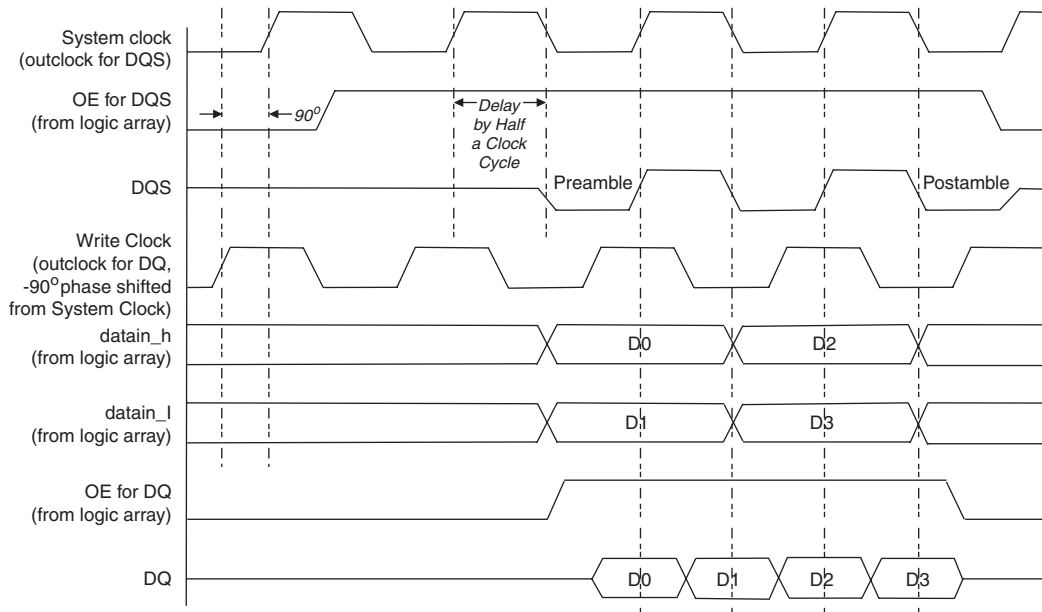 System clock
(outclock for DQS)
OE for DQS
(from logic array)
90°
Delay
by Half
a Clock
Cycle
DQS
Preamble
Postamble
Write Clock
(outclock for DQ,
-90° phase shifted
from System Clock)
datain_h
(from logic array)
D0
D2
datain_l
(from logic array)
D1
D3
OE for DQ
(from logic array)
DQ
D0
D1
D2
D3